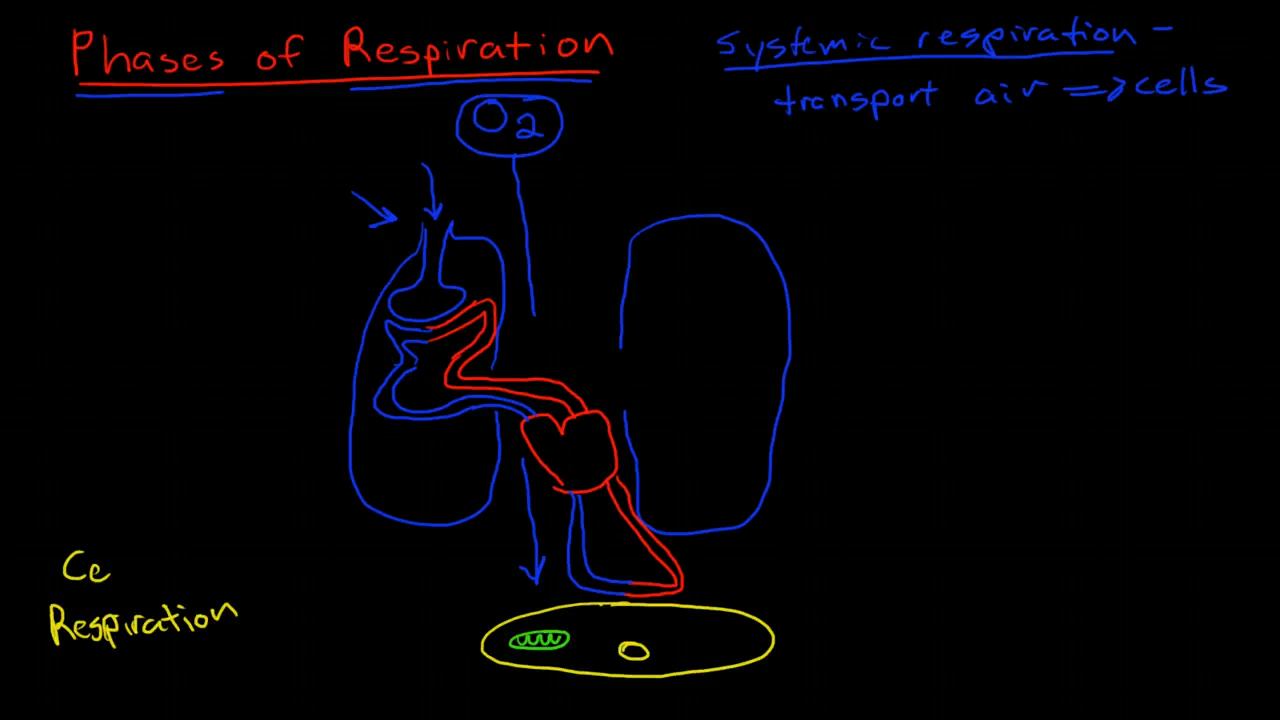 Phases of Respiration
Systemic respiration -
transport air => cells
O2
Ce
Respiration